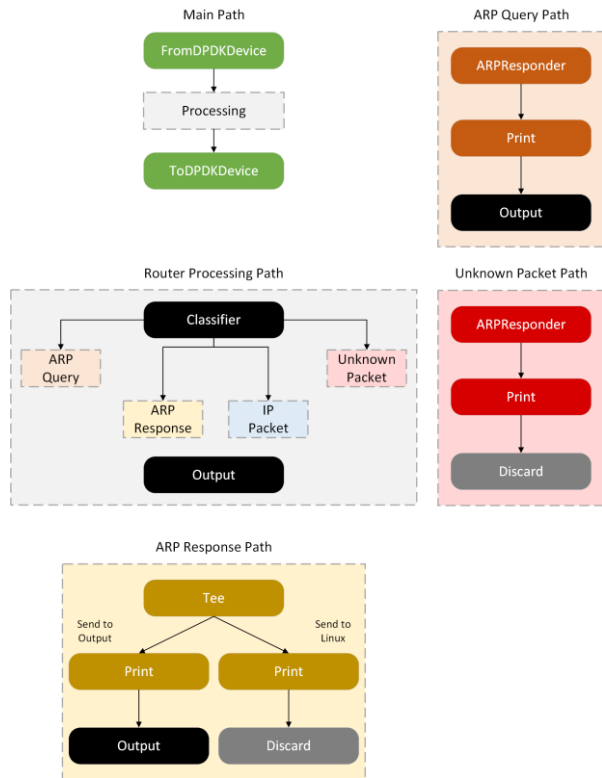 Main Path
FromDPDKDevice
Processing
ToDPDKDevice
ARP Query Path
ARPResponder
Print
Output
Router Processing Path
Classifier
ARP
Query
Unknown
Packet
ARP
Response
IP
Packet
Output
Unknown Packet Path
ARPResponder
Print
Discard
ARP Response Path
Tee
Send to
Output
Send to
Linux
Print
Print
Output
Discard